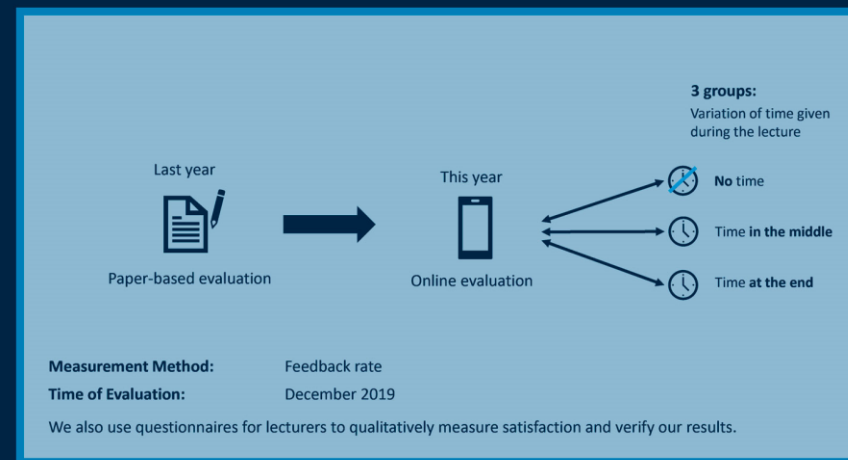 3 groups:
Variation of time given
during the lecture
Last year
This year
No time
Time in the middle
Time at the end
Paper-based evaluation
Online evaluation
Measurement Method: Feedback rate
Time of Evaluation: December 2019
We also use questionnaires for lecturers to qualitatively measure satisfaction and verify our results.